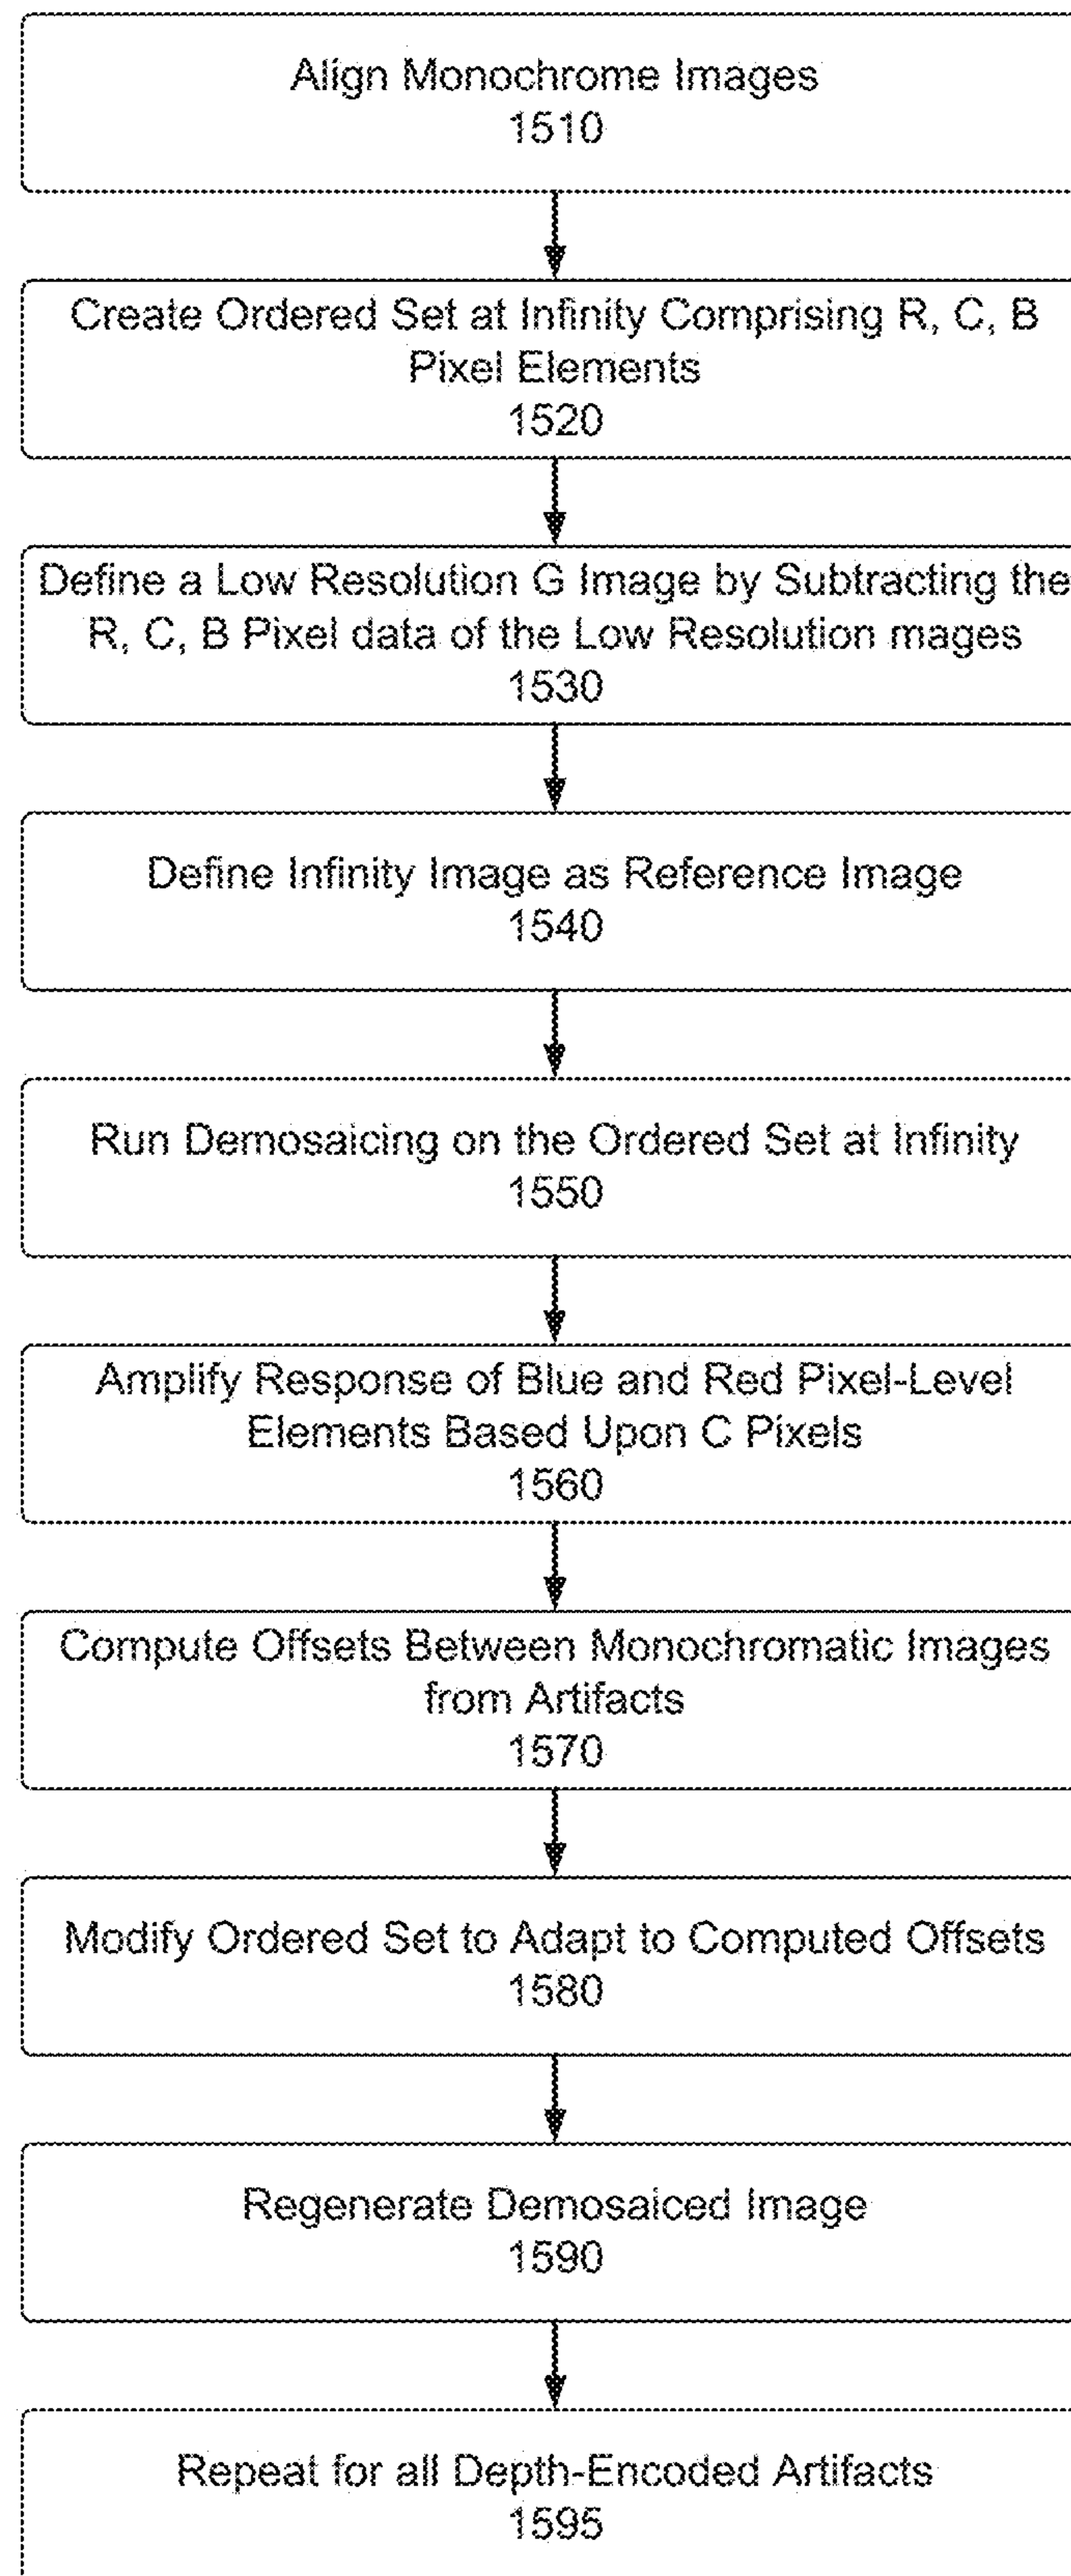 Align Monochrome Images
1510
Create Ordered Set at Infinity Comprising R, C, B
Pixel Elements
1520
Define a Low Resolution G Image by Subtracting the
R, C, B Pixel data of the Low Resolution mages
1530
Define Infinity Image as Reference Image
1540
Run Demosaicing on the Ordered Set at Infinity
1550
Amplify Response of Blue and Red Pixel-Level
Elements Based Upon C Pixels
1560
Compute Offsets Between Monochromatic Images
from Artifacts
1570
Modify Ordered Set to Adapt to Computed Offsets
1580
Regenerate Demosaiced Image
1590
Repeat for all Depth-Encoded Artifacts
1595